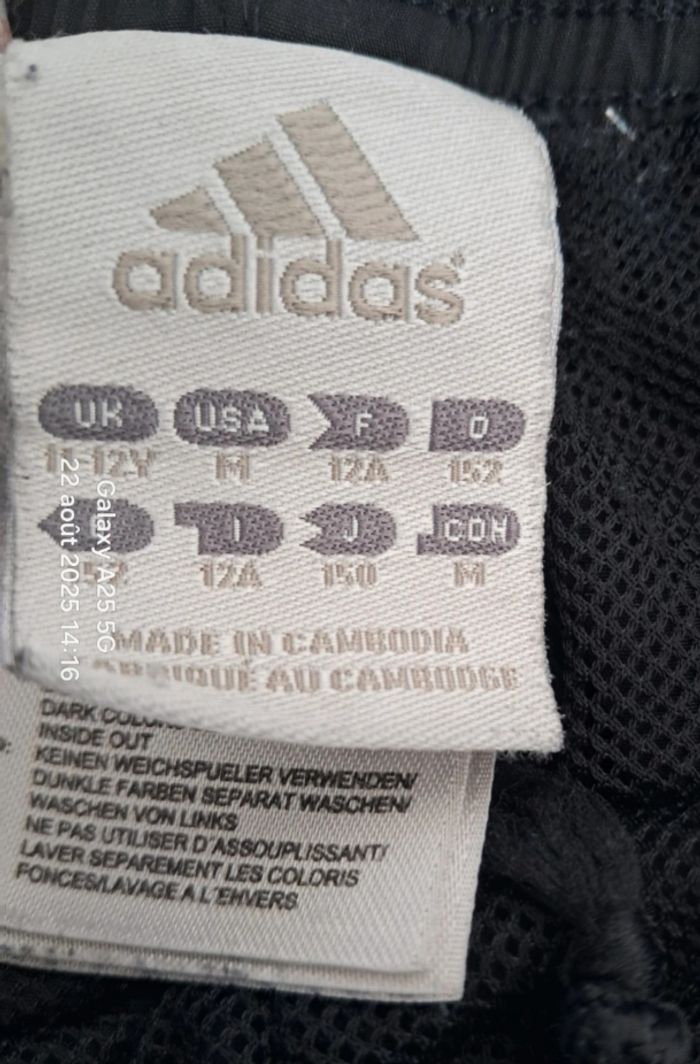 adidas
UK USA F D
11-12Y M 12A 152
I J CDN
12A 150 M
MADE IN CAMBODIA
FABRIQUÉ AU CAMBODGE
DARK COLOURS
INSIDE OUT
KEINEN WEICHSPUELER VERWENDEN/
DUNKLE FARBEN SEPARAT WASCHEN/
WASCHEN VON LINKS
NE PAS UTILISER D'ASSOUPLISSANT/
LAVER SEPAREMENT LES COLORIS
FONCES/LAVAGE A L'ENVERS
Galaxy A25 5G
22 août 2025 14:16